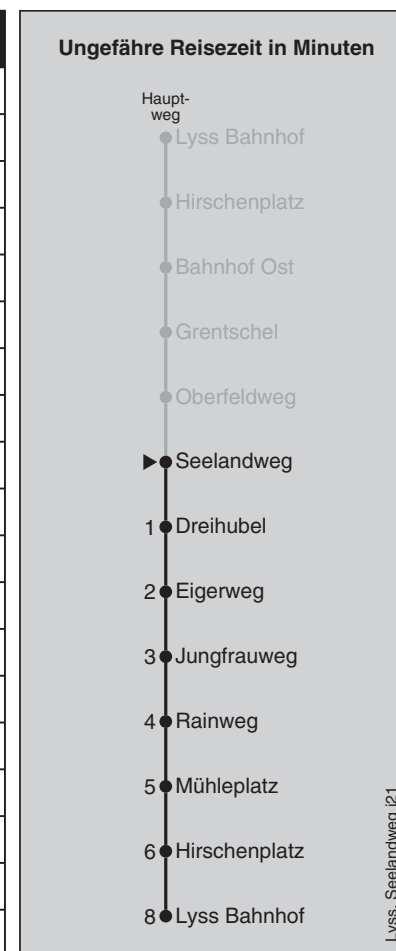 Ungefähre Reisezeit in Minuten
Haupt-
weg
Lyss Bahnhof
Hirschenplatz
Bahnhof Ost
Grentschel
Oberfeldweg
Seelandweg
1 Dreihubel
2 Eigerweg
3 Jungfrauweg
4 Rainweg
5 Mühleplatz
6 Hirschenplatz
8 Lyss Bahnhof
Lyss, Seelandweg j21